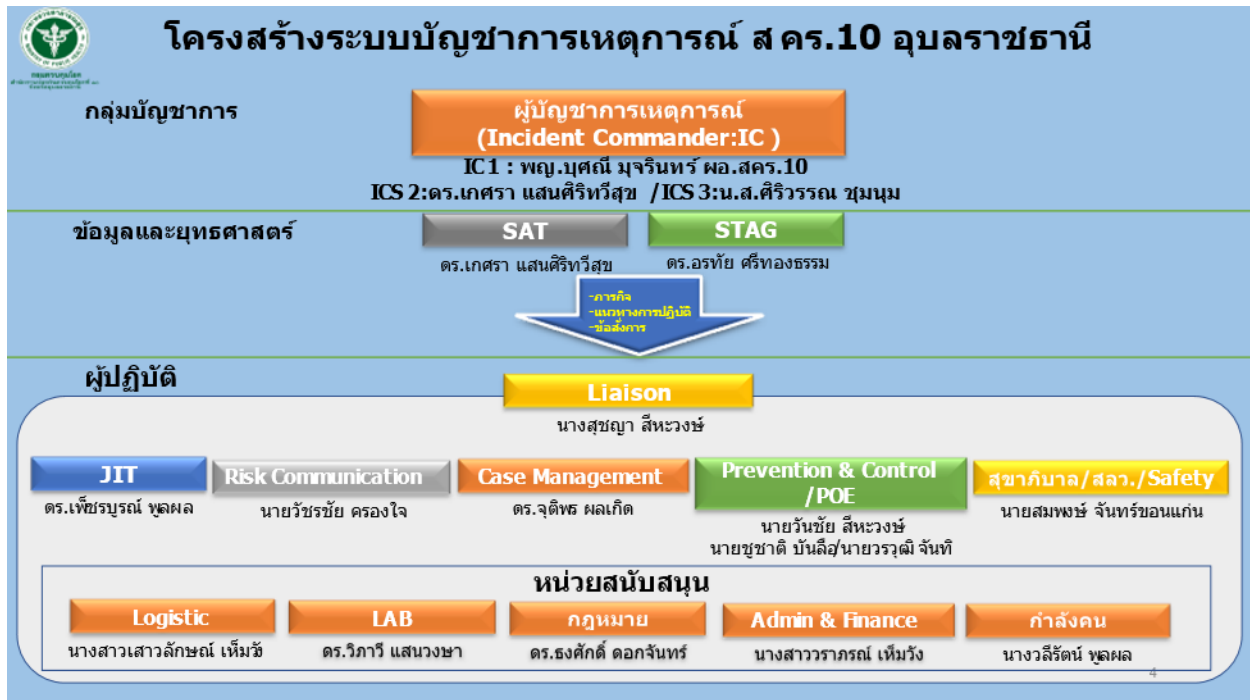 โครงสร้างระบบบัญชาการเหตุการณ์ สคร.10 อุบลราชธานี
กลุ่มบัญชาการ
ผู้บัญชาการเหตุการณ์
(Incident Commander:IC )
IC 1 : พญ.บุศณี มุจรินทร์ ผอ.สคร.10
ICS 2:ดร.เกศรา แสนศิริทวีสุข /ICS 3:น.ส.ศิริวรรณ ชุมนุม
ข้อมูลและยุทธศาสตร์
SAT
STAG
ดร.เกศรา แสนศิริทวีสุข
ดร.อรทัย ศรีทองธรรม
-ภารกิจ
-แนวทางการปฏิบัติ
-ข้อสั่งการ
ผู้ปฏิบัติ
Liaison
นางสุชญา สีหะวงษ์
JIT
Risk Communication
Case Management
Prevention & Control
/POE
สุขาภิบาล/สลว./Safety
ดร.เพ็ชรบูรณ์ พูลผล
นายวัชรชัย ครองใจ
ดร.จุติพร ผลเกิด
นายวันชัย สีหะวงษ์
นายชูชาติ บันลือ/นายวรวุฒิ จันทิ
นายสมพงษ์ จันทร์ขอนแก่น
หน่วยสนับสนุน
Logistic
LAB
กฎหมาย
Admin & Finance
กำลังคน
นางสาวเสาวลักษณ์ เห็มวัง
ดร.วิภาวี แสนวงษา
ดร.ธงศักดิ์ ดอกจันทร์
นางสาววราภรณ์ เห็มวัง
นางวลีรัตน์ พูลผล
4